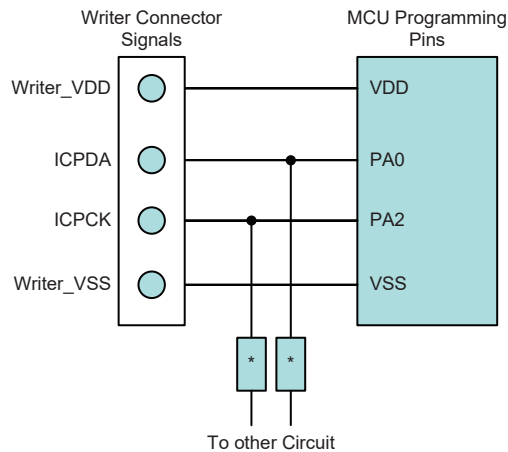 Writer Connector
Signals
MCU Programming
Pins
Writer_VDD
VDD
ICPDA
PA0
ICPCK
PA2
Writer_VSS
VSS
*
*
To other Circuit